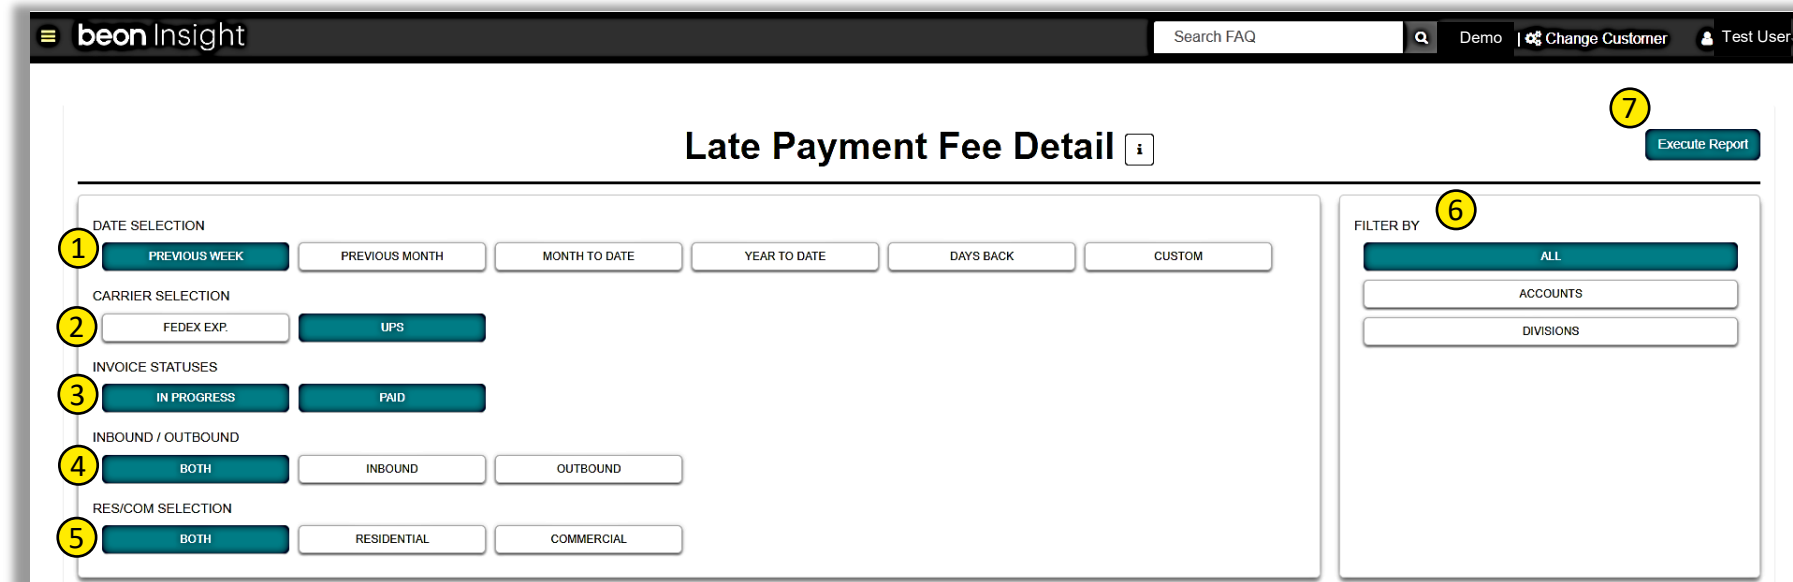 beon Insight
Search FAQ
Demo | Change Customer
Test User
7
Late Payment Fee Detail i
Execute Report
DATE SELECTION
1
PREVIOUS WEEK PREVIOUS MONTH MONTH TO DATE YEAR TO DATE DAYS BACK CUSTOM
CARRIER SELECTION
2
FEDEX EXP. UPS
INVOICE STATUSES
3
IN PROGRESS PAID
INBOUND / OUTBOUND
4
BOTH INBOUND OUTBOUND
RES/COM SELECTION
5
BOTH RESIDENTIAL COMMERCIAL
6
FILTER BY
ALL
ACCOUNTS
DIVISIONS